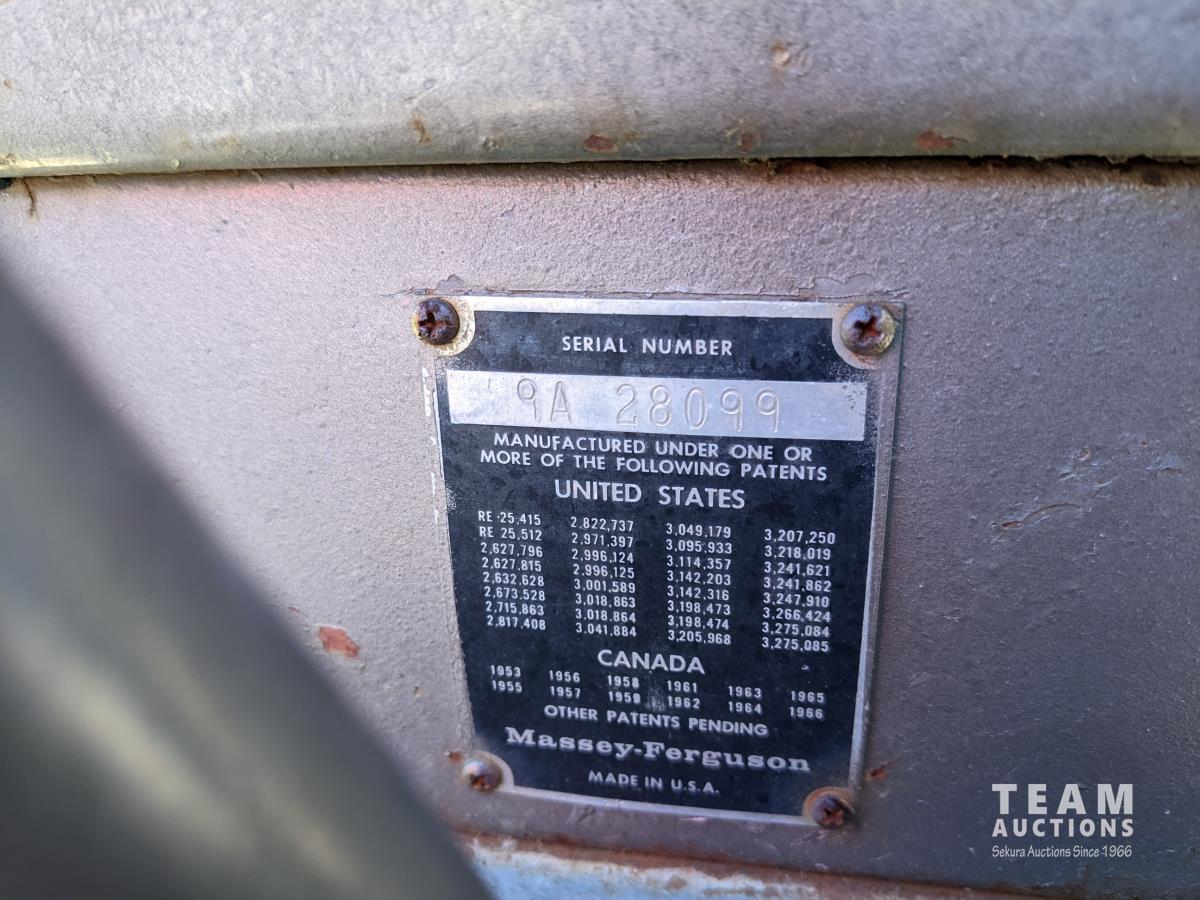 SERIAL NUMBER
9A 28099
MANUFACTURED UNDER ONE OR
MORE OF THE FOLLOWING PATENTS
UNITED STATES
RE 25,415 2,822,737 3,049,179 3,207,250
RE 25,512 2,971,397 3,095,933 3,218,019
2,627,796 2,996,124 3,114,357 3,241,621
2,627,815 2,996,125 3,142,203 3,241,862
2,632,628 3,001,589 3,142,316 3,247,910
2,673,528 3,018,863 3,198,473 3,266,424
2,715,863 3,018,864 3,198,474 3,275,084
2,817,408 3,041,884 3,205,968 3,275,085
CANADA
1953 1956 1958 1961 1963 1965
1955 1957 1959 1962 1964 1966
OTHER PATENTS PENDING
Massey-Ferguson
MADE IN U.S.A.
TEAM
AUCTIONS
Sekura Auctions Since 1966